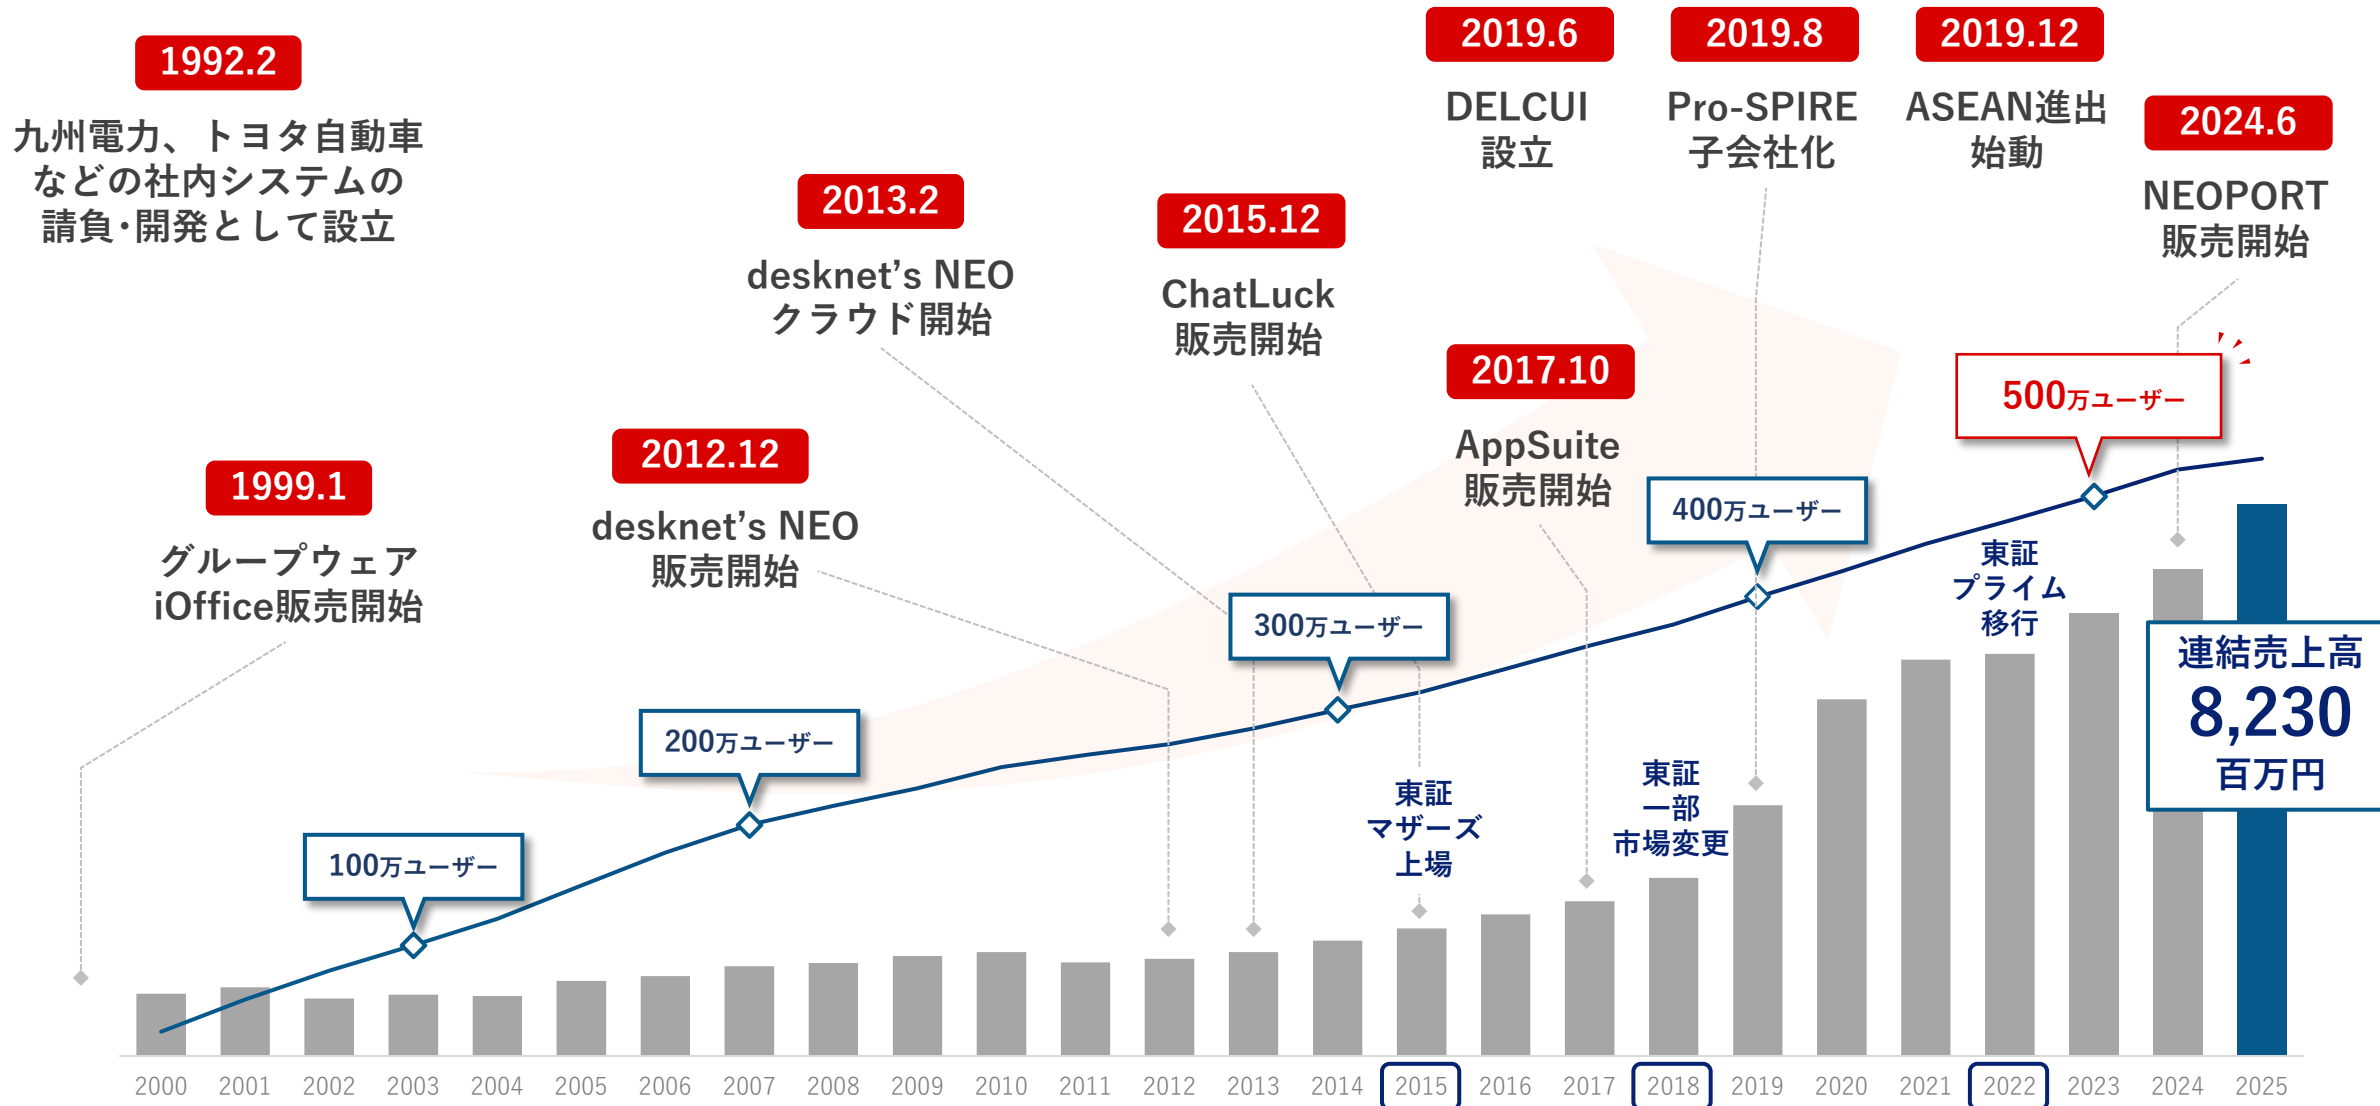 1992.2
九州電力、トヨタ自動車
などの社内システムの
請負・開発として設立
1999.1
グループウェア
iOffice販売開始
2012.12
desknet’s NEO
販売開始
2013.2
desknet’s NEO
クラウド開始
2015.12
ChatLuck
販売開始
2017.10
AppSuite
販売開始
2019.6
DELCUI
設立
2019.8
Pro-SPIRE
子会社化
2019.12
ASEAN進出
始動
2024.6
NEOPORT
販売開始
100万ユーザー
200万ユーザー
300万ユーザー
400万ユーザー
500万ユーザー
東証
マザーズ
上場
東証
一部
市場変更
東証
プライム
移行
連結売上高
8,230
百万円
2000 2001 2002 2003 2004 2005 2006 2007 2008 2009 2010 2011 2012 2013 2014 2015 2016 2017 2018 2019 2020 2021 2022 2023 2024 2025